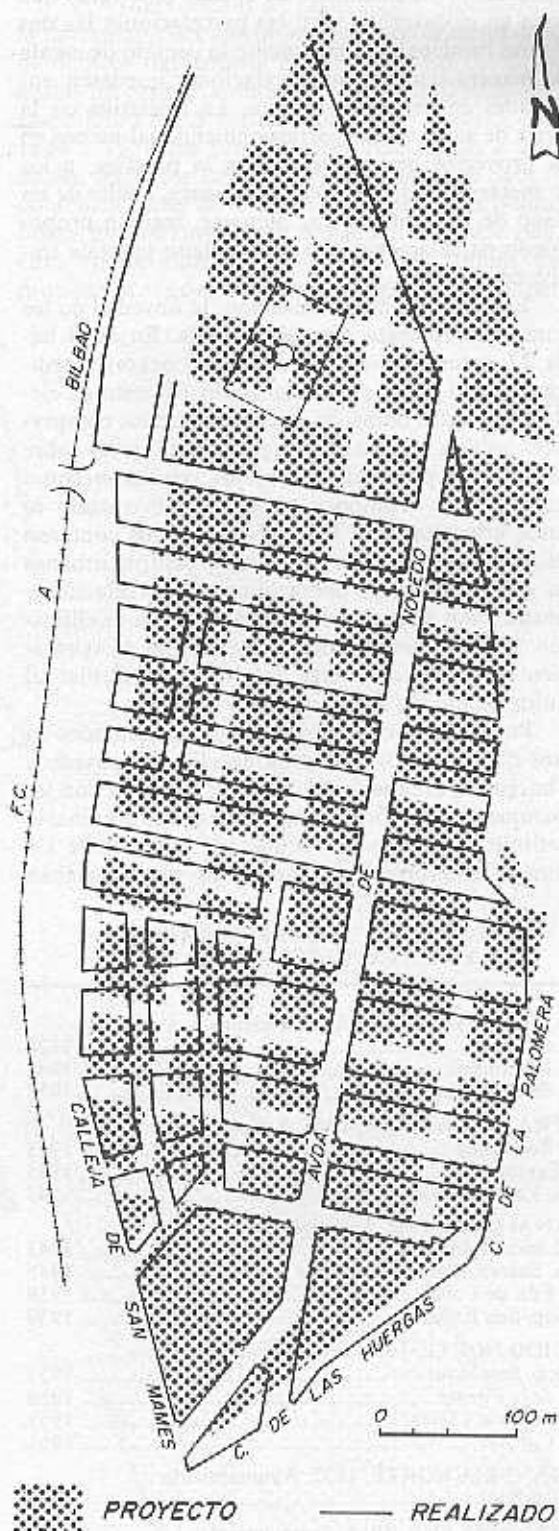 N
F.C. A BILBAO
AVDA. DE NOCEDO
CALLEJA DE SAN MAMES
C. DE LA PALOMERA
C. DE LAS HUERGAS
0 100 m
PROYECTO
REALIZADO